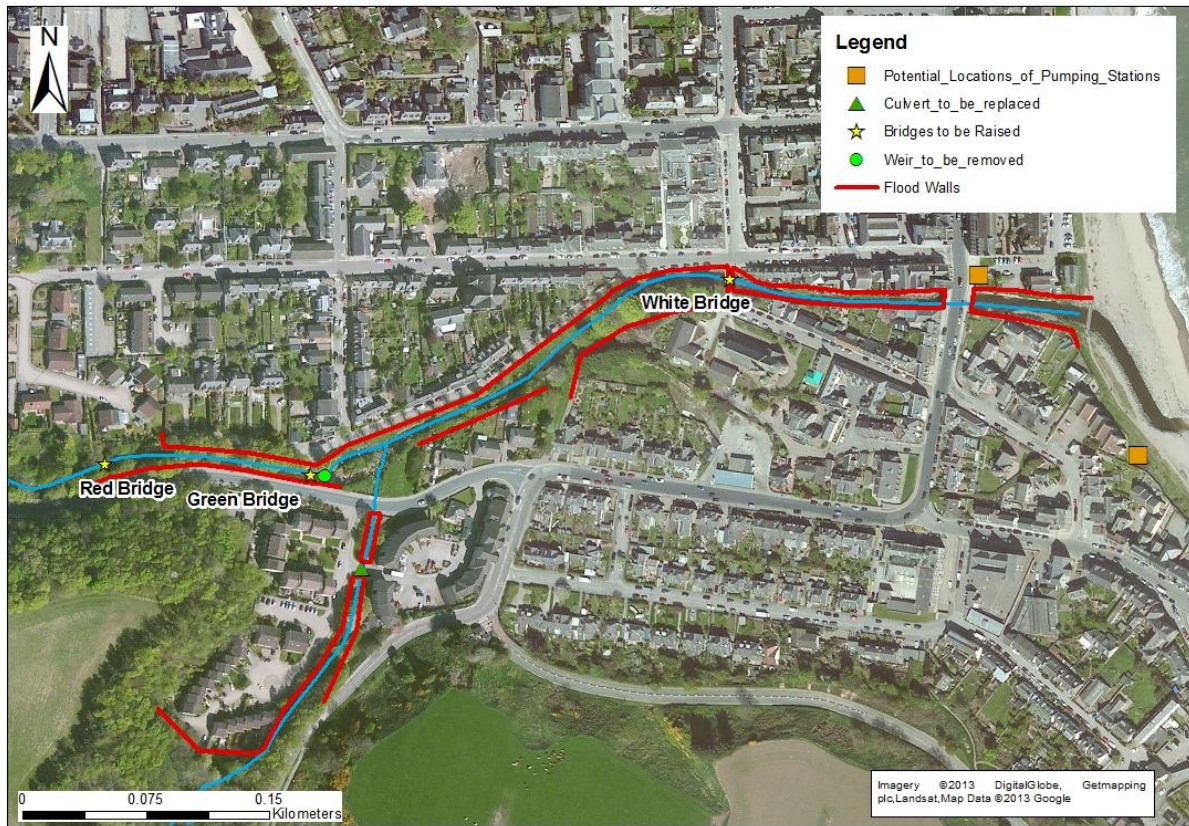 N
Legend
Potential_Locations_of_Pumping_Stations
Culvert_to_be_replaced
Bridges to be Raised
Weir_to_be_removed
Flood Walls
White Bridge
Red Bridge
Green Bridge
0 0.075 0.15
Kilometers
Imagery ©2013 DigitalGlobe, Getmapping
plc,Landsat,Map Data ©2013 Google